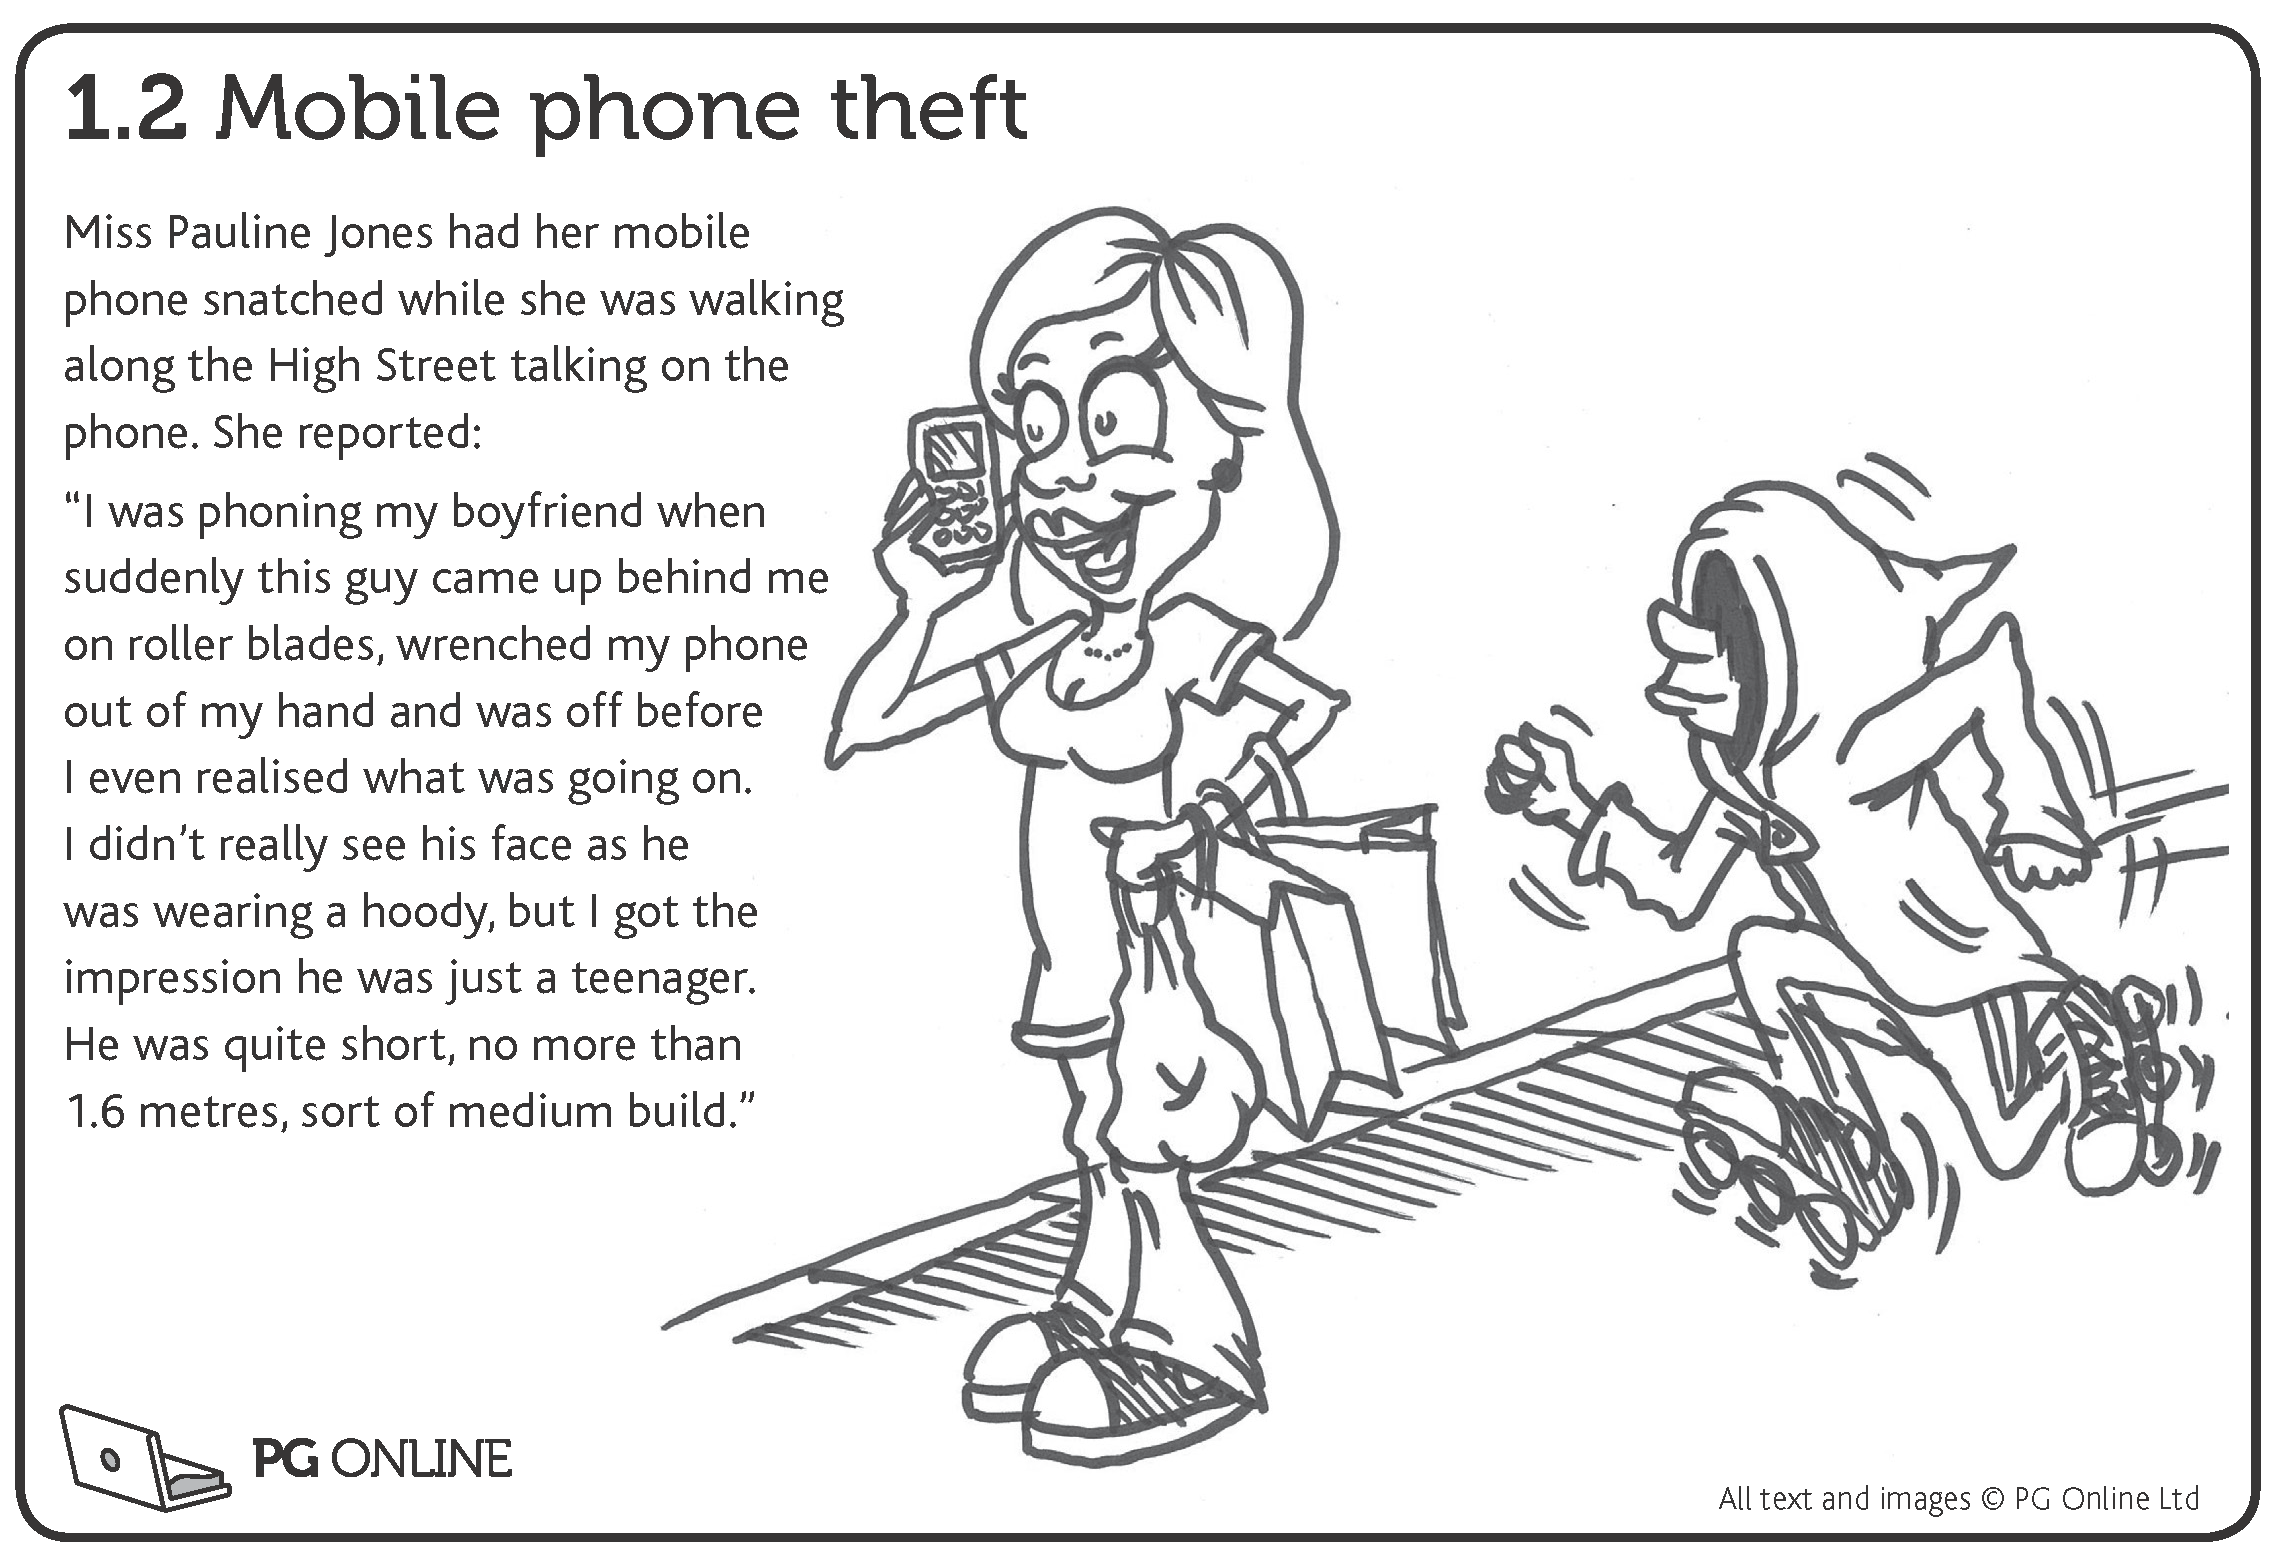 1.2 Mobile phone theft
Miss Pauline Jones had her mobile
phone snatched while she was walking
along the High Street talking on the
phone. She reported:
“I was phoning my boyfriend when
suddenly this guy came up behind me
on roller blades, wrenched my phone
out of my hand and was off before
I even realised what was going on.
I didn’t really see his face as he
was wearing a hoody, but I got the
impression he was just a teenager.
He was quite short, no more than
1.6 metres, sort of medium build.”
PG ONLINE
All text and images © PG Online Ltd